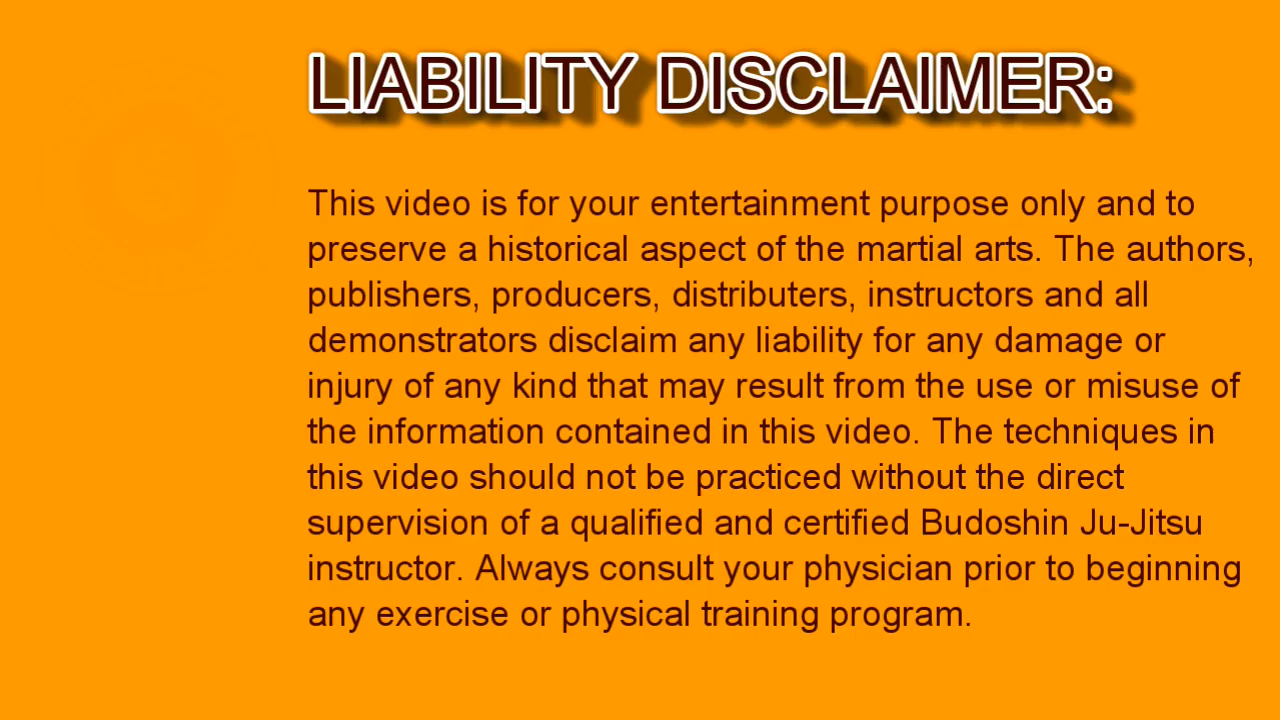 LIABILITY DISCLAIMER:
This video is for your entertainment purpose only and to
preserve a historical aspect of the martial arts. The authors,
publishers, producers, distributers, instructors and all
demonstrators disclaim any liability for any damage or
injury of any kind that may result from the use or misuse of
the information contained in this video. The techniques in
this video should not be practiced without the direct
supervision of a qualified and certified Budoshin Ju-Jitsu
instructor. Always consult your physician prior to beginning
any exercise or physical training program.